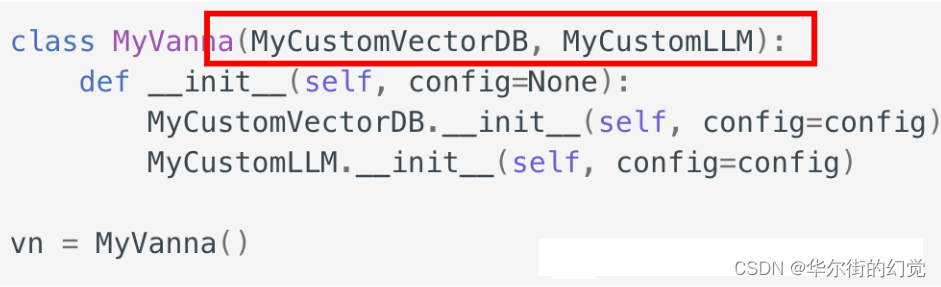 class MyVanna(MyCustomVectorDB, MyCustomLLM):
    def __init__(self, config=None):
        MyCustomVectorDB.__init__(self, config=config)
        MyCustomLLM.__init__(self, config=config)

vn = MyVanna()
CSDN @华尔街的幻觉